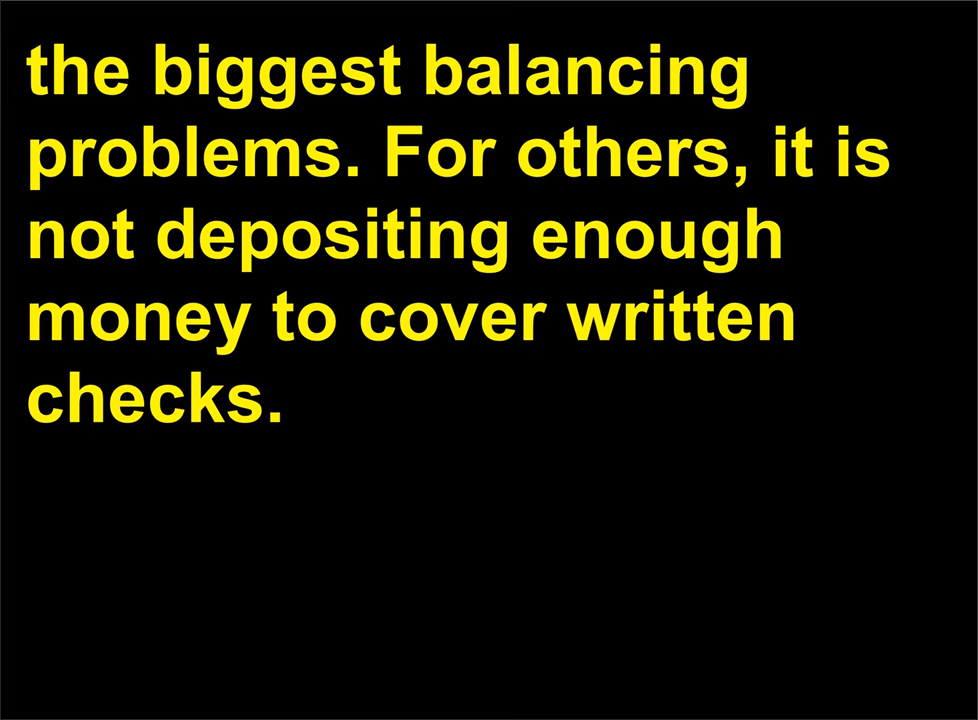 the biggest balancing
problems. For others, it is
not depositing enough
money to cover written
checks.